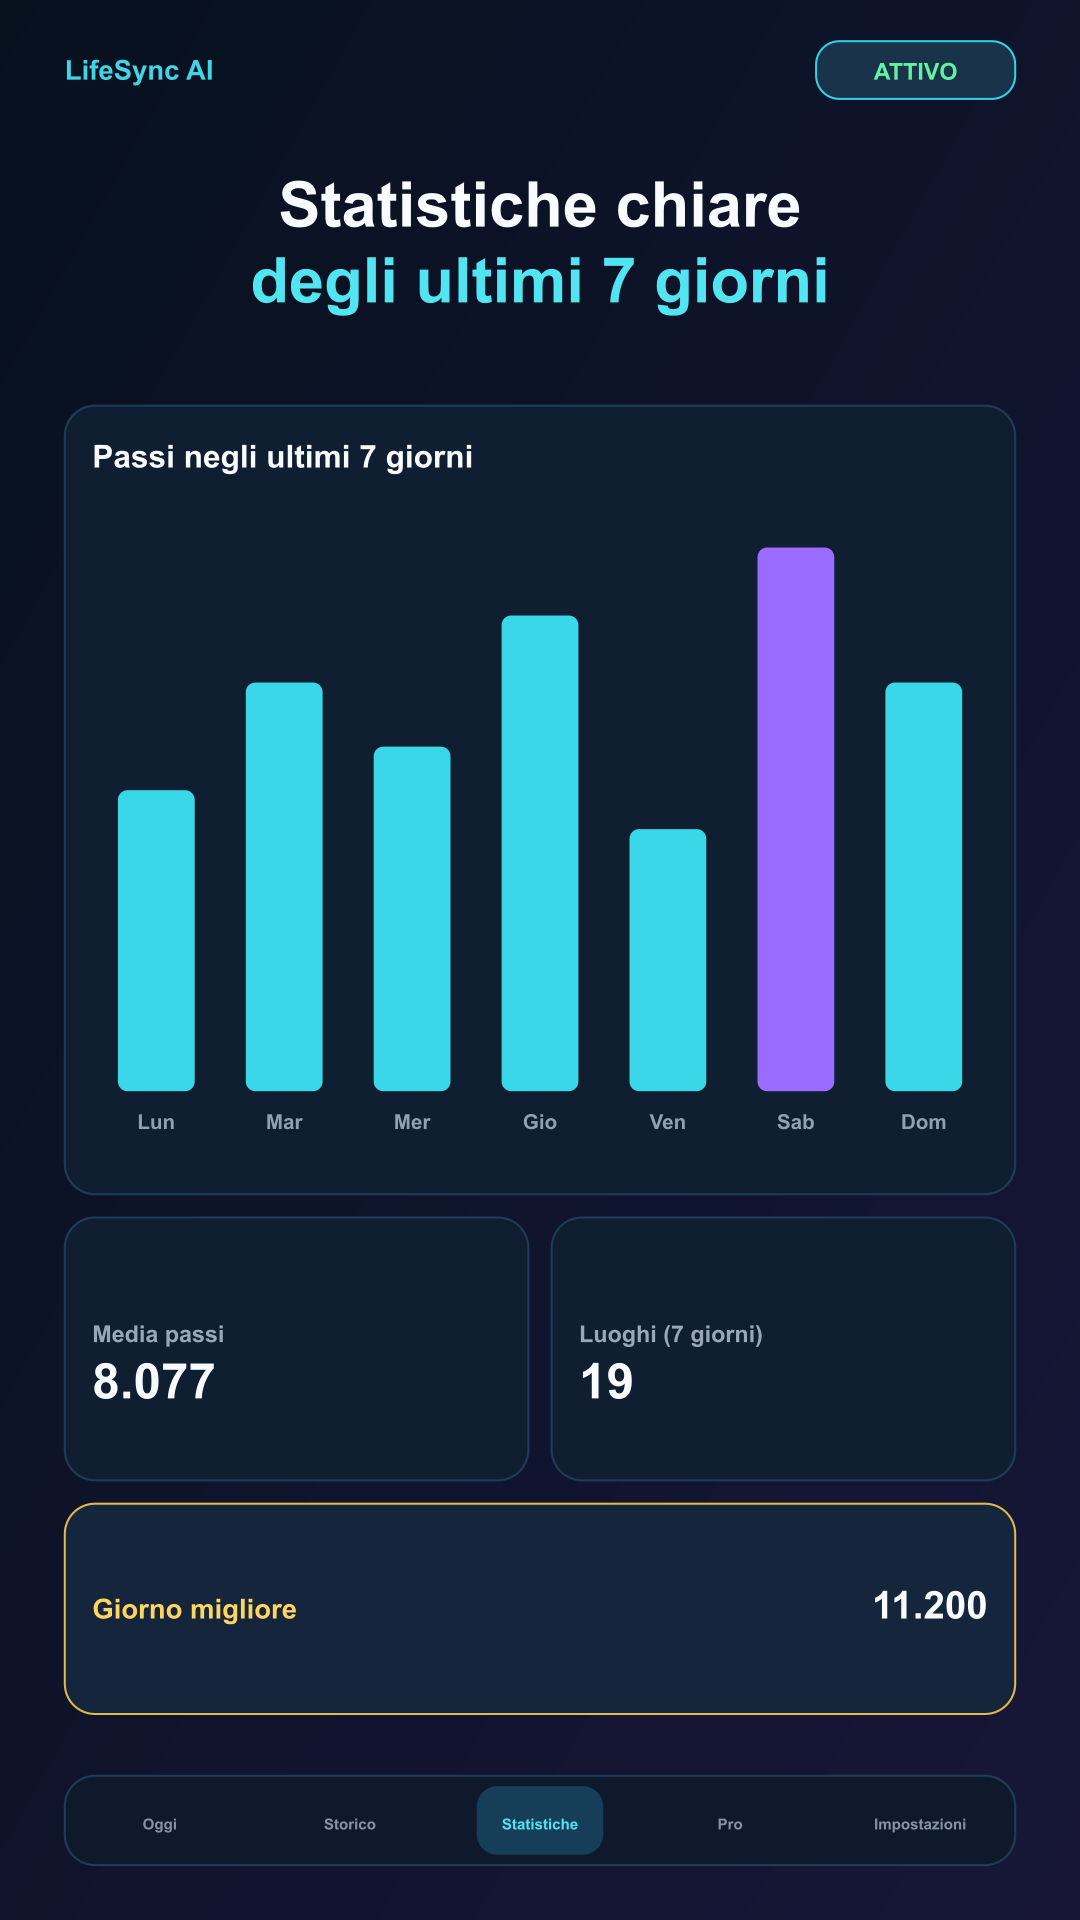 LifeSync AI
ATTIVO
Statistiche chiare
degli ultimi 7 giorni
Passi negli ultimi 7 giorni
Lun Mar Mer Gio Ven Sab Dom
Media passi
8.077
Luoghi (7 giorni)
19
Giorno migliore
11.200
Oggi Storico Statistiche Pro Impostazioni